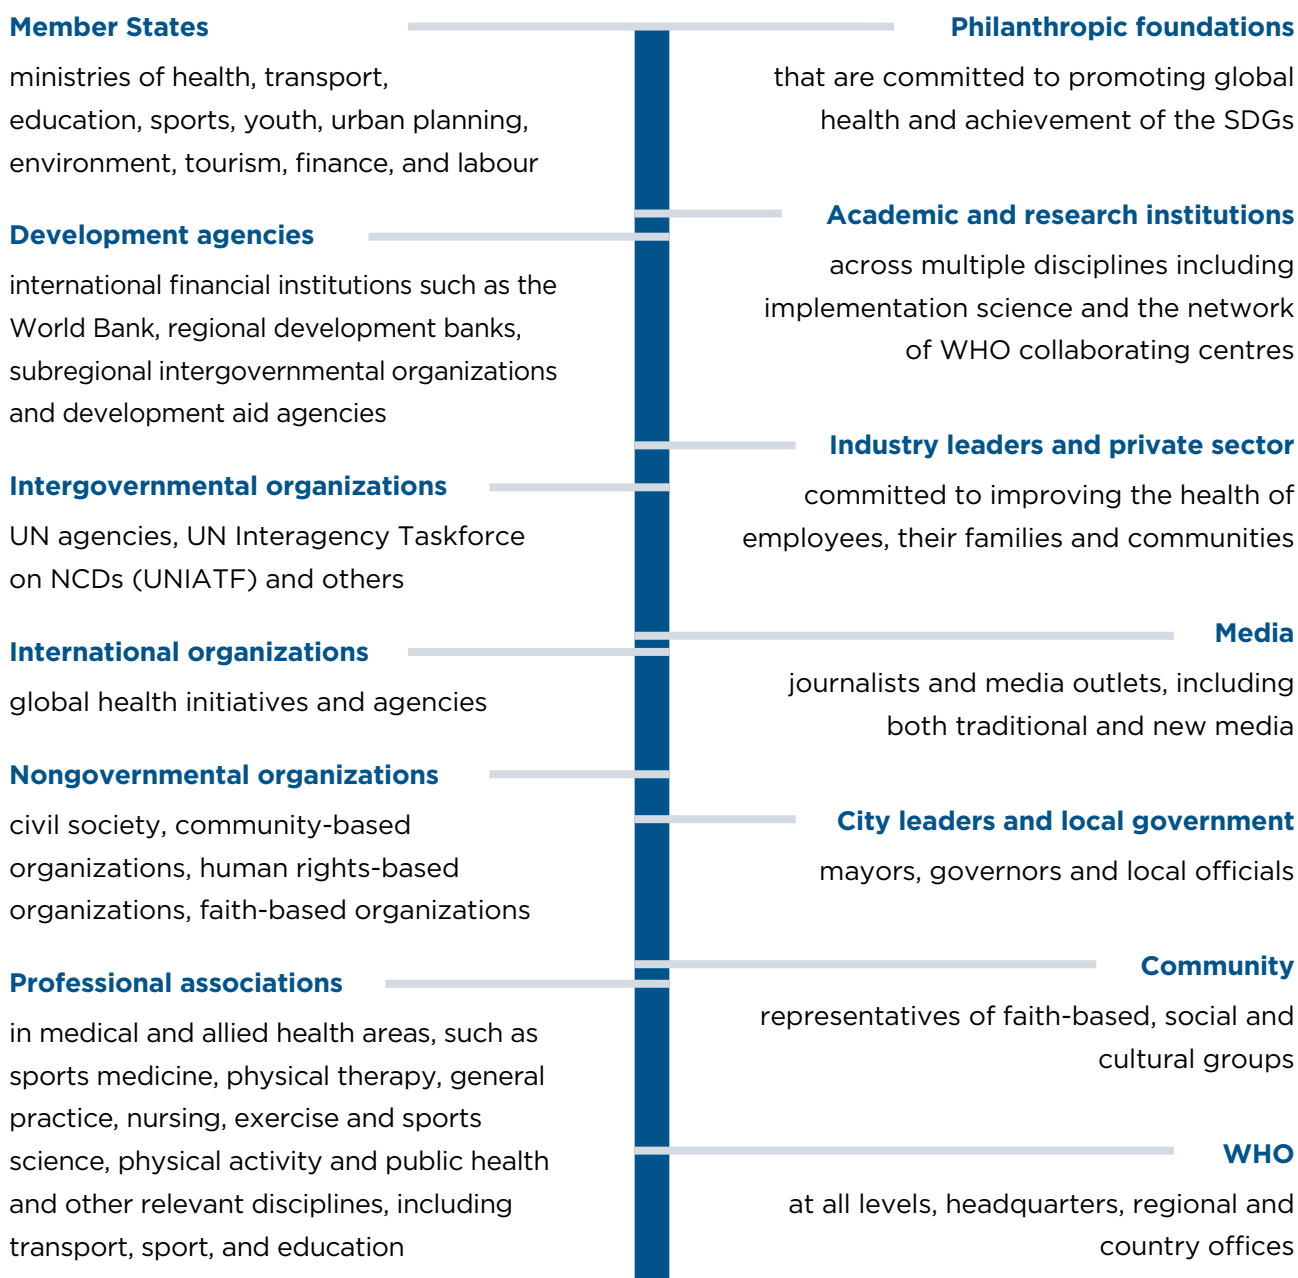 Member States
ministries of health, transport,
education, sports, youth, urban planning,
environment, tourism, finance, and labour
Development agencies
international financial institutions such as the
World Bank, regional development banks,
subregional intergovernmental organizations
and development aid agencies
Intergovernmental organizations
UN agencies, UN Interagency Taskforce
on NCDs (UNIATF) and others
International organizations
global health initiatives and agencies
Nongovernmental organizations
civil society, community-based
organizations, human rights-based
organizations, faith-based organizations
Professional associations
in medical and allied health areas, such as
sports medicine, physical therapy, general
practice, nursing, exercise and sports
science, physical activity and public health
and other relevant disciplines, including
transport, sport, and education
Philanthropic foundations
that are committed to promoting global
health and achievement of the SDGs
Academic and research institutions
across multiple disciplines including
implementation science and the network
of WHO collaborating centres
Industry leaders and private sector
committed to improving the health of
employees, their families and communities
Media
journalists and media outlets, including
both traditional and new media
City leaders and local government
mayors, governors and local officials
Community
representatives of faith-based, social and
cultural groups
WHO
at all levels, headquarters, regional and
country offices